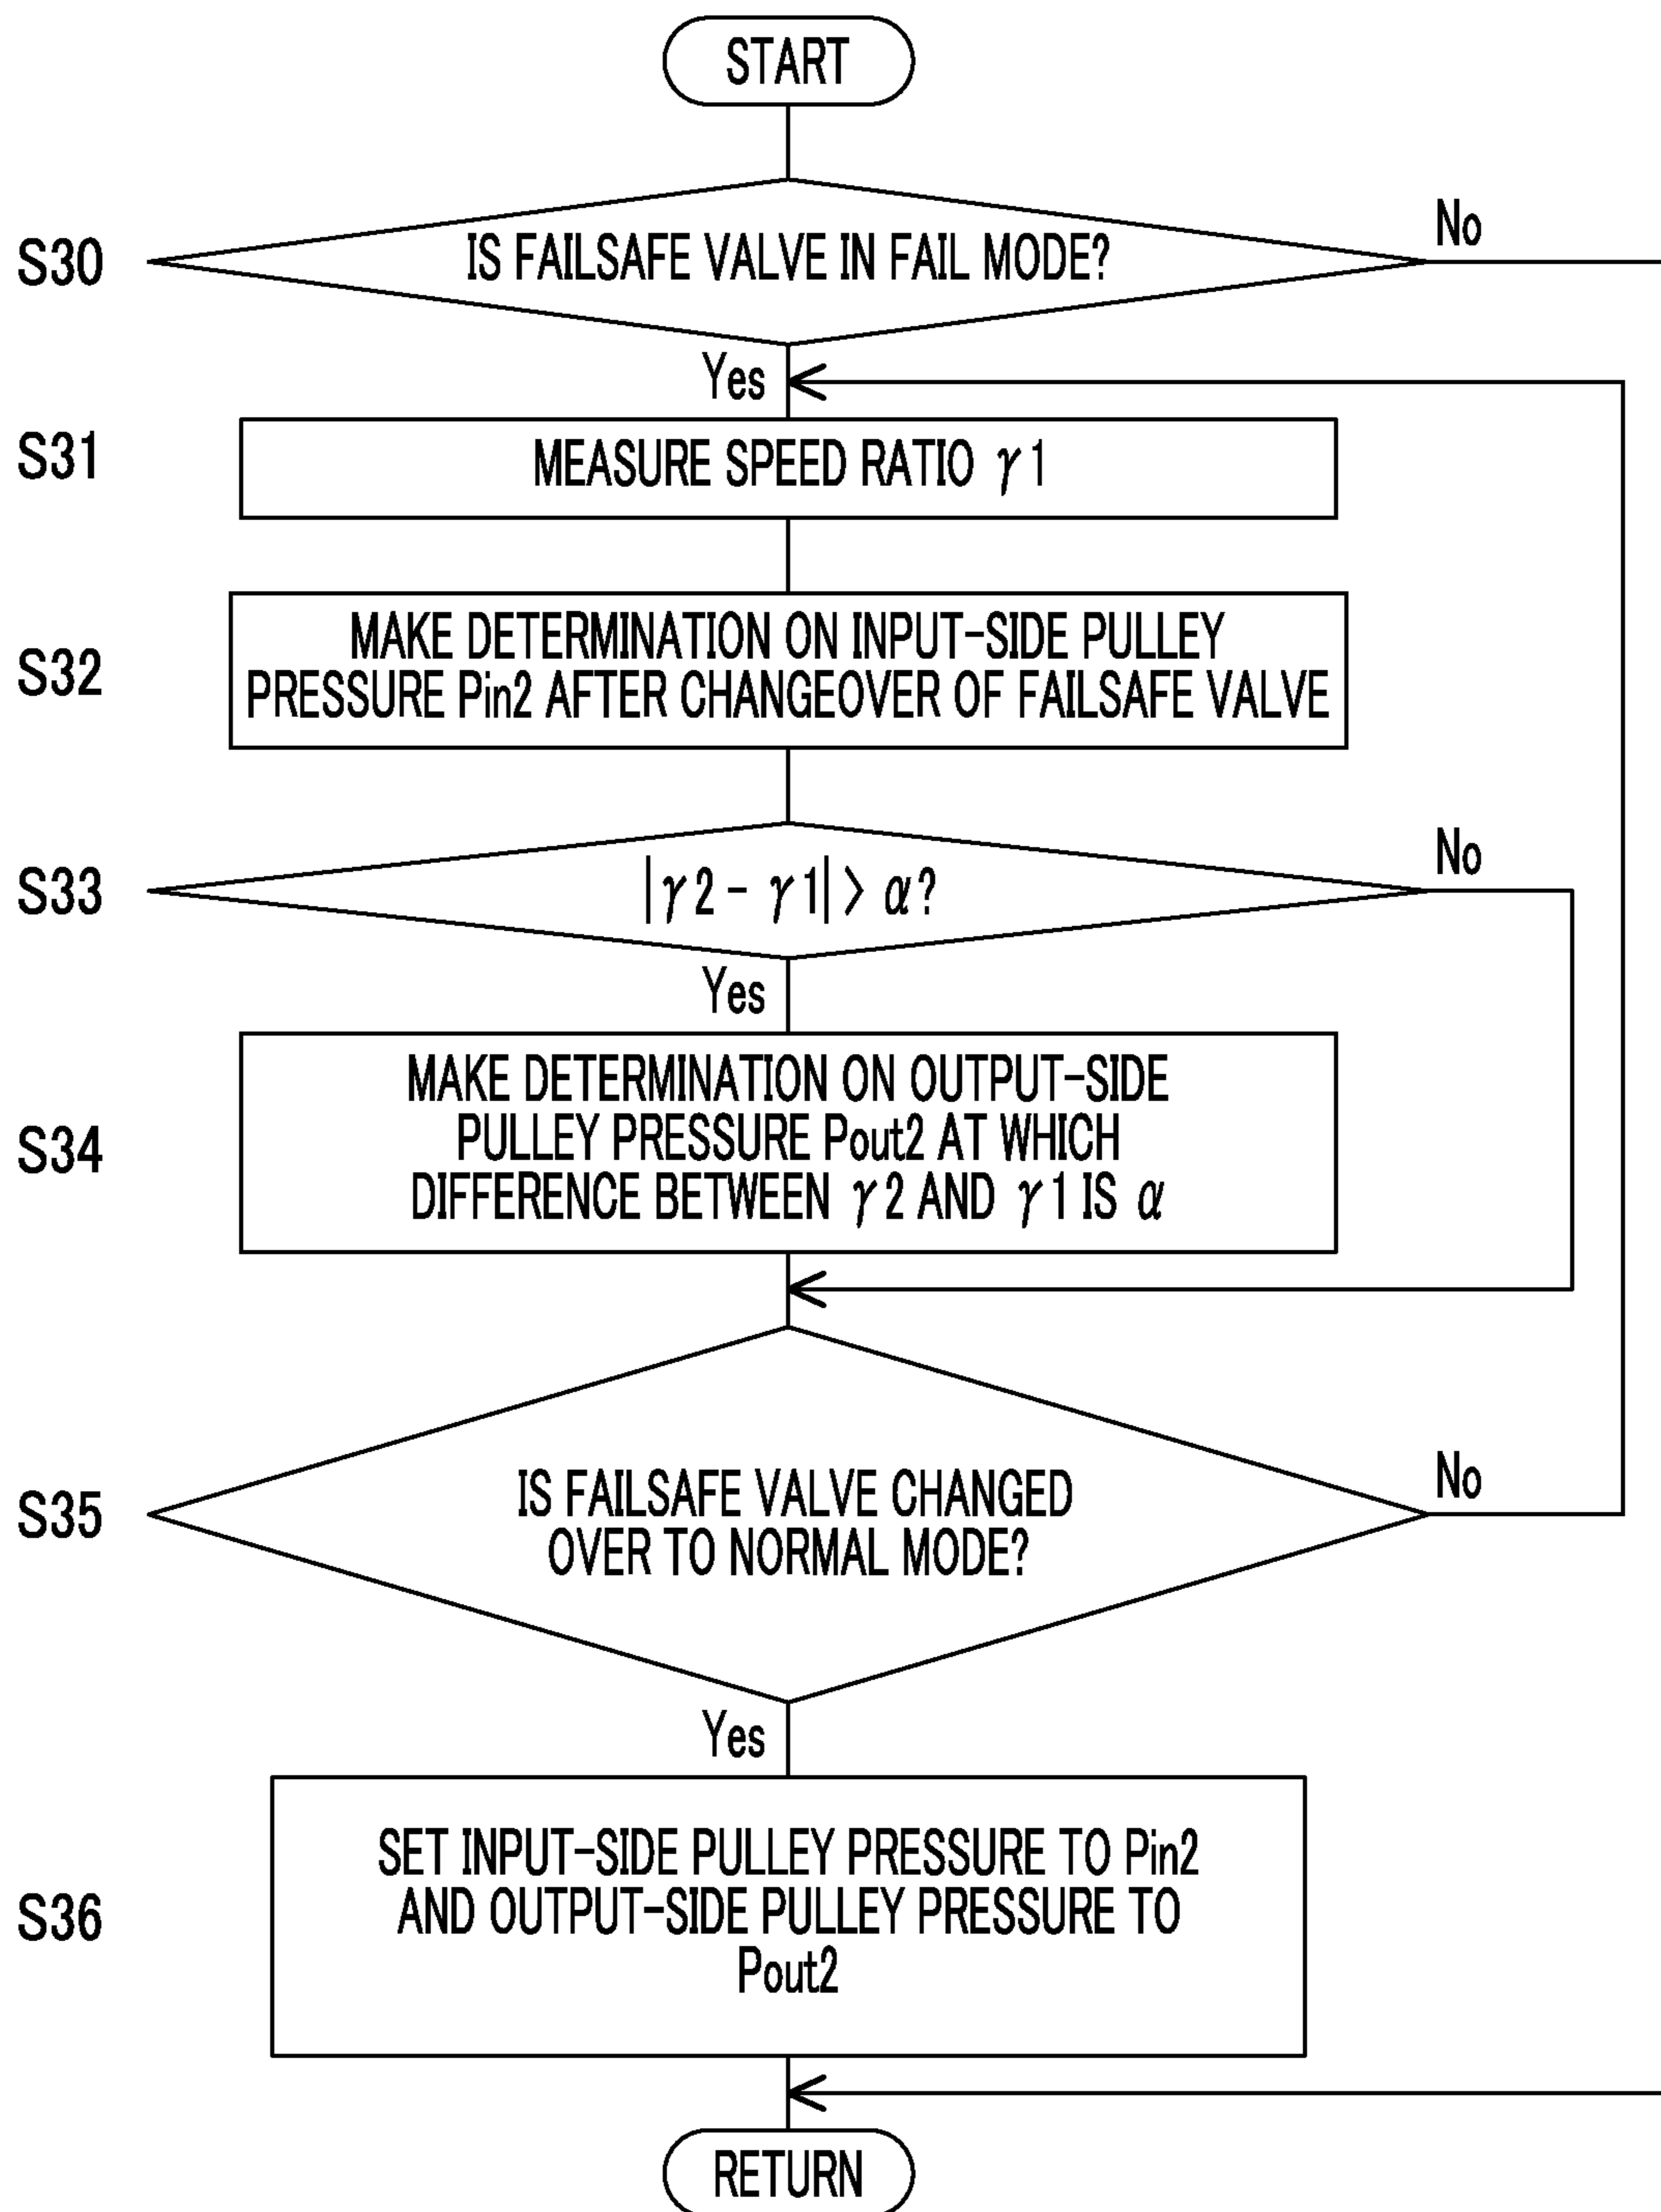 START
S30
IS FAILSAFE VALVE IN FAIL MODE?
No
Yes
S31
MEASURE SPEED RATIO γ1
S32
MAKE DETERMINATION ON INPUT-SIDE PULLEY
PRESSURE Pin2 AFTER CHANGEOVER OF FAILSAFE VALVE
S33
|γ2 - γ1| > α?
No
Yes
S34
MAKE DETERMINATION ON OUTPUT-SIDE
PULLEY PRESSURE Pout2 AT WHICH
DIFFERENCE BETWEEN γ2 AND γ1 IS α
S35
IS FAILSAFE VALVE CHANGED
OVER TO NORMAL MODE?
No
Yes
S36
SET INPUT-SIDE PULLEY PRESSURE TO Pin2
AND OUTPUT-SIDE PULLEY PRESSURE TO
Pout2
RETURN